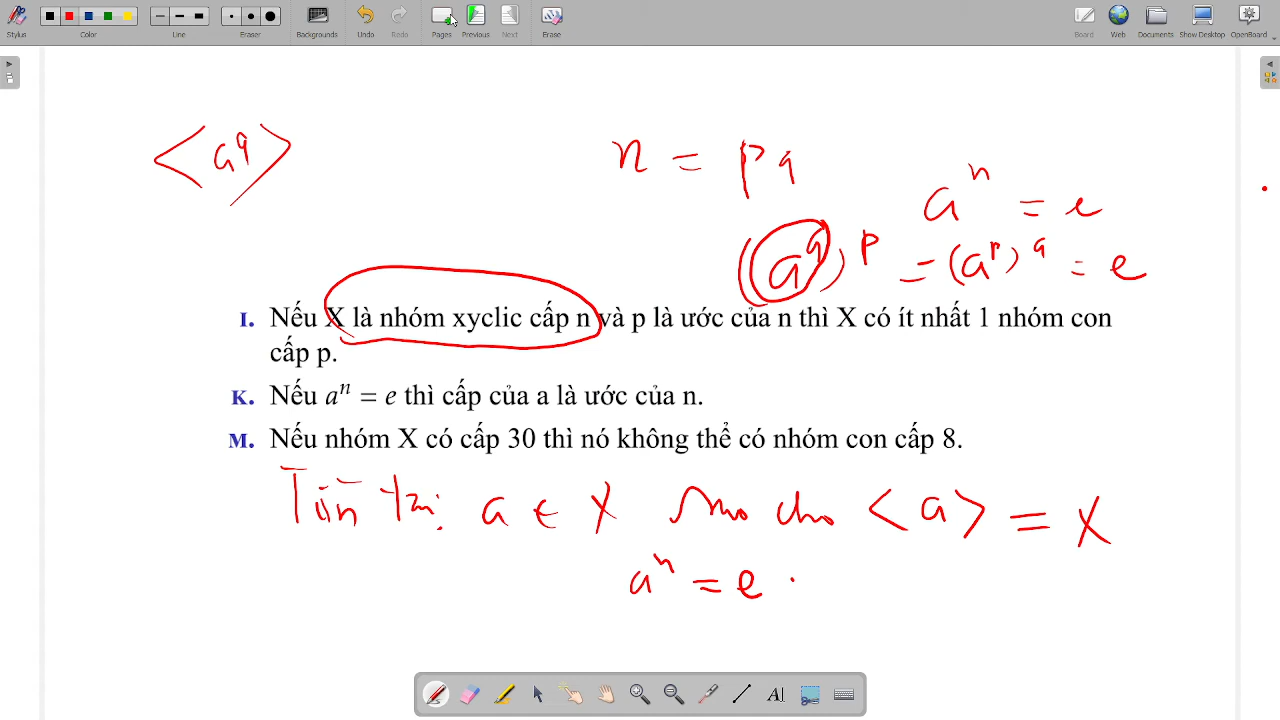 Stylus Color Line Eraser Backgrounds Undo Redo Pages Previous Next Erase Board Web Documents Show Desktop OpenBoard
<a^q>
n = pq
a^n = e
(a^q)^p = (a^p)^q = e
I. Nếu X là nhóm xyclic cấp n và p là ước của n thì X có ít nhất 1 nhóm con
cấp p.
K. Nếu aⁿ = e thì cấp của a là ước của n.
M. Nếu nhóm X có cấp 30 thì nó không thể có nhóm con cấp 8.
Tồn tại a ∈ X sao cho <a> = X
a^n = e